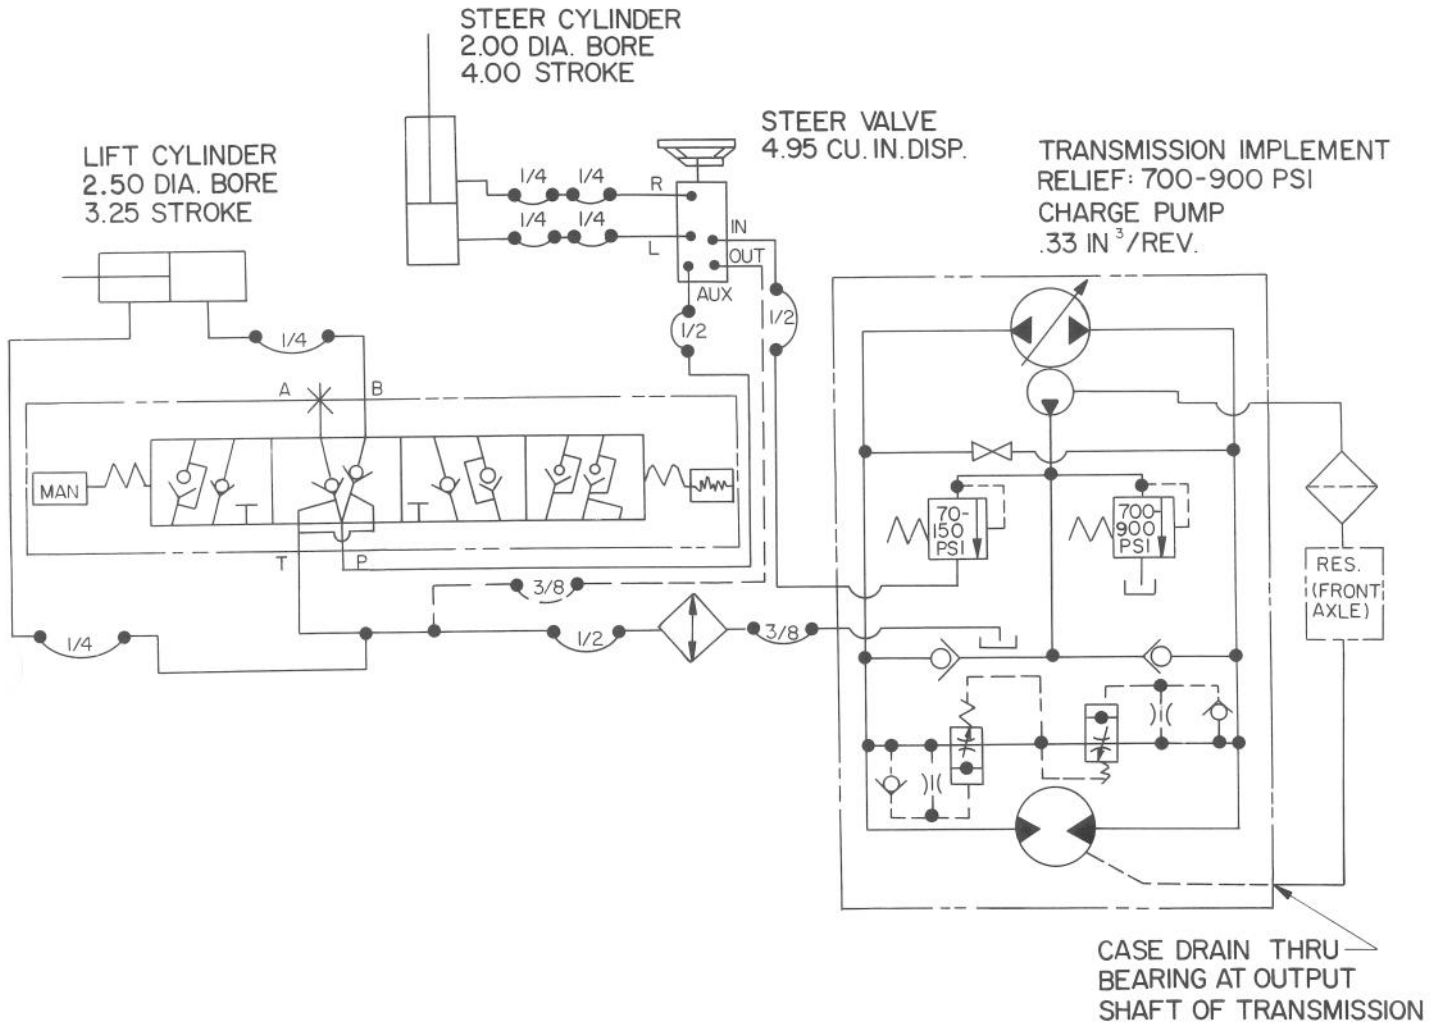 STEER CYLINDER
2.00 DIA. BORE
4.00 STROKE
LIFT CYLINDER
2.50 DIA. BORE
3.25 STROKE
STEER VALVE
4.95 CU. IN. DISP.
TRANSMISSION IMPLEMENT
RELIEF: 700-900 PSI
CHARGE PUMP
.33 IN³/REV.
1/4
1/4
R
1/4
1/4
L
IN
OUT
AUX
1/2
1/2
1/4
A
B
MAN
T
P
3/8
1/4
1/2
3/8
70-
150
PSI
700-
900
PSI
RES.
(FRONT
AXLE)
CASE DRAIN THRU
BEARING AT OUTPUT
SHAFT OF TRANSMISSION